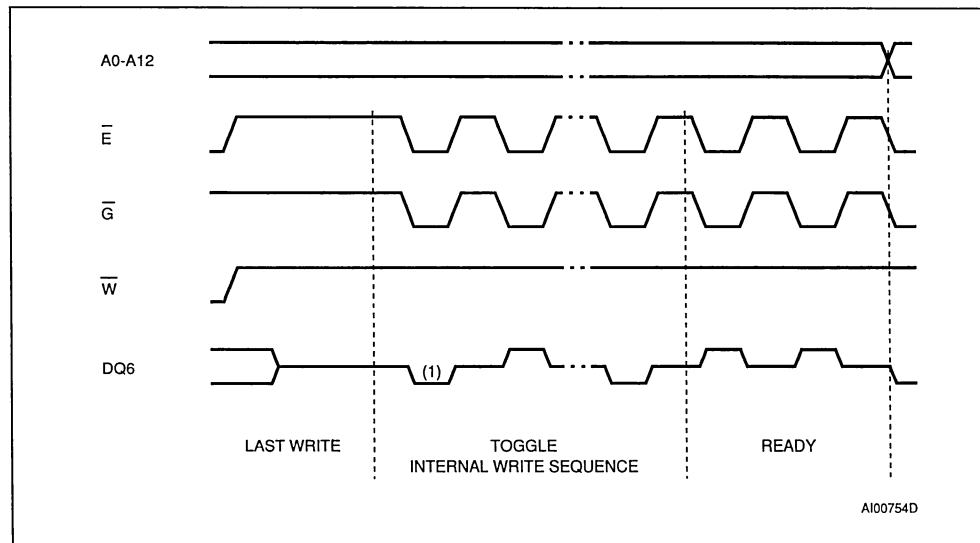 A0-A12
E
G
W
DQ6
(1)
LAST WRITE
TOGGLE
INTERNAL WRITE SEQUENCE
READY
AI00754D